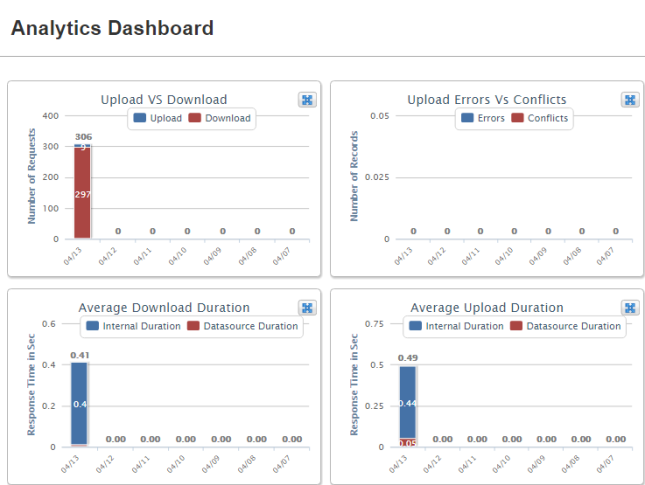 Analytics Dashboard
Upload VS Download
Upload Download
Number of Requests
400
300
200
100
0
306
9
297
0 0 0 0 0 0
04/13 04/12 04/11 04/10 04/09 04/08 04/07
Upload Errors Vs Conflicts
Errors Conflicts
Number of Records
0.05
0.025
0
0 0 0 0 0 0 0
04/13 04/12 04/11 04/10 04/09 04/08 04/07
Average Download Duration
Internal Duration Datasource Duration
Response Time in Sec
0.6
0.4
0.2
0
0.41
0.4
0.00 0.00 0.00 0.00 0.00 0.00
04/13 04/12 04/11 04/10 04/09 04/08 04/07
Average Upload Duration
Internal Duration Datasource Duration
Response Time in Sec
0.75
0.5
0.25
0
0.49
0.44
0.05
0.00 0.00 0.00 0.00 0.00 0.00
04/13 04/12 04/11 04/10 04/09 04/08 04/07